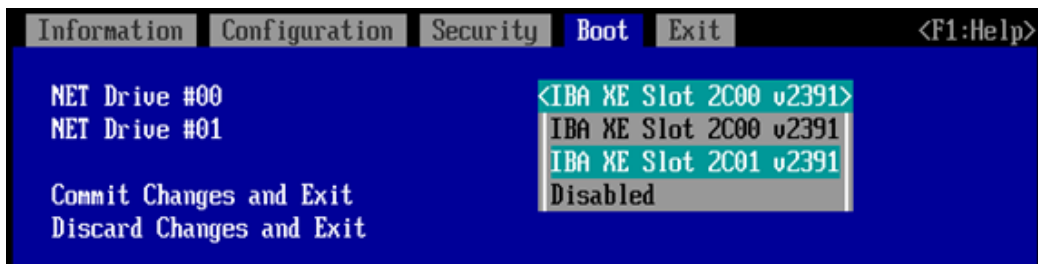 Information Configuration Security Boot Exit <F1:Help>
NET Drive #00 <IBA XE Slot 2C00 v2391>
NET Drive #01 IBA XE Slot 2C00 v2391
IBA XE Slot 2C01 v2391
Commit Changes and Exit Disabled
Discard Changes and Exit